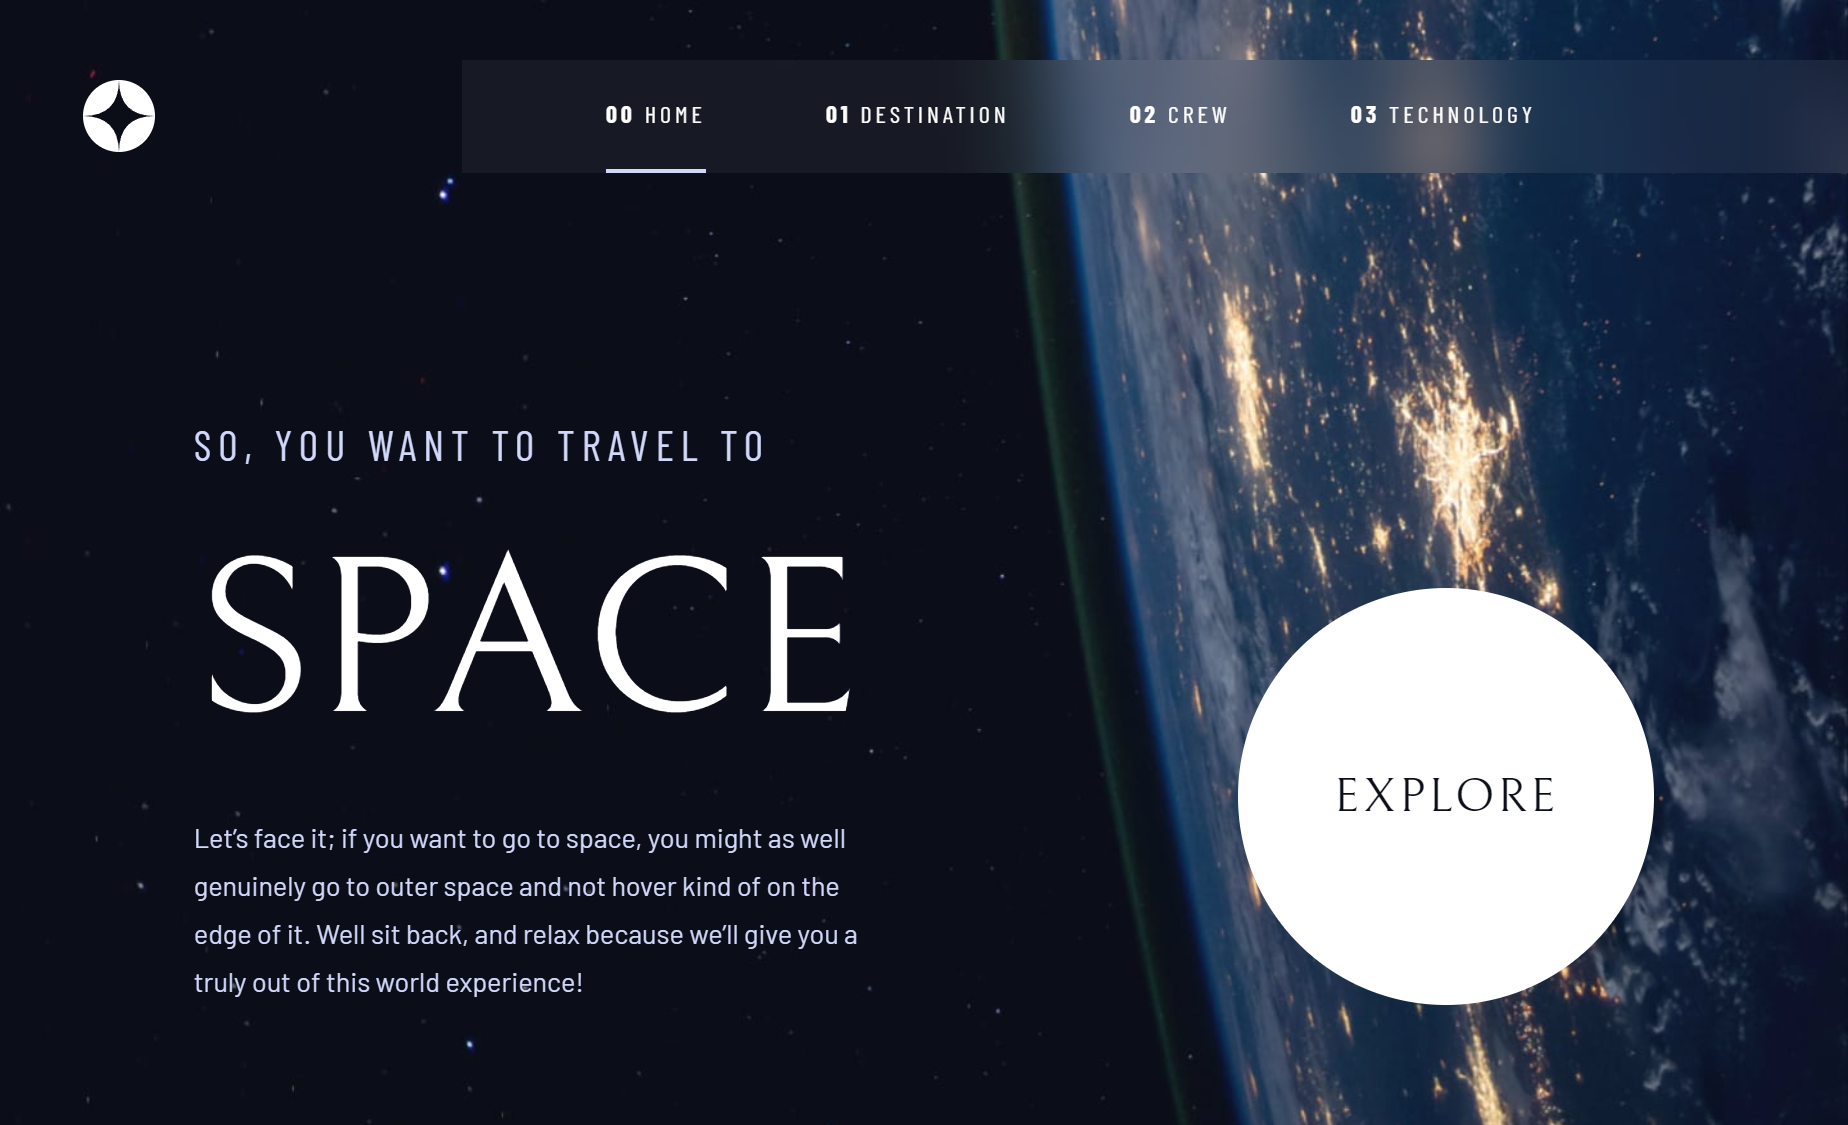 00 HOME 01 DESTINATION 02 CREW 03 TECHNOLOGY
SO, YOU WANT TO TRAVEL TO
SPACE
Let’s face it; if you want to go to space, you might as well
genuinely go to outer space and not hover kind of on the
edge of it. Well sit back, and relax because we’ll give you a
truly out of this world experience!
EXPLORE